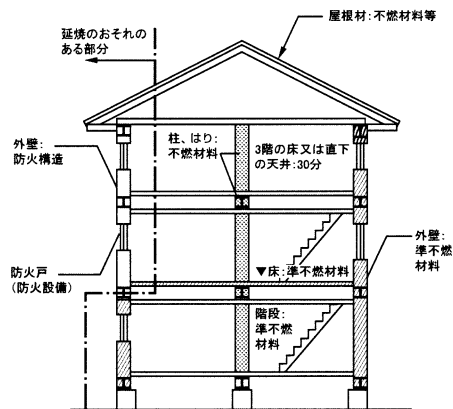 延焼のおそれの
ある部分
屋根材:不燃材料等
外壁:
防火構造
柱、はり:
不燃材料
3階の床又は直下
の天井:30分
外壁:
準不燃
材料
防火戸
(防火設備)
▼床:準不燃材料
階段:
準不燃
材料